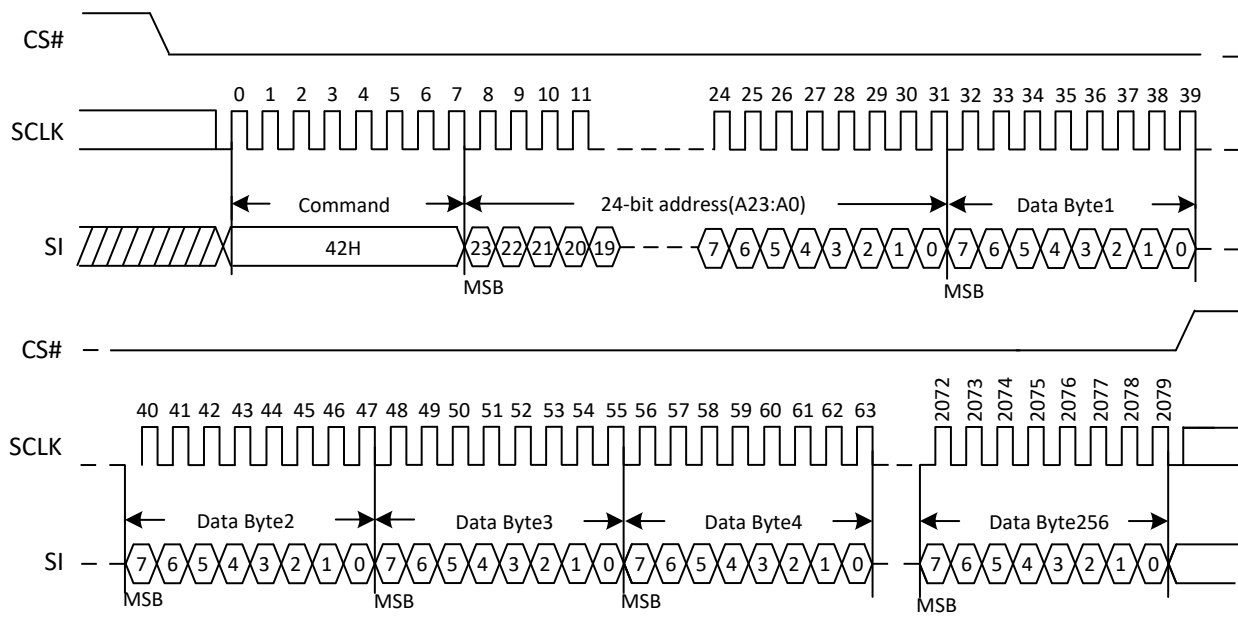 CS#
0 1 2 3 4 5 6 7 8 9 10 11 24 25 26 27 28 29 30 31 32 33 34 35 36 37 38 39
SCLK
Command 24-bit address(A23:A0) Data Byte1
SI 42H 23 22 21 20 19 7 6 5 4 3 2 1 0 7 6 5 4 3 2 1 0
MSB MSB
CS#
40 41 42 43 44 45 46 47 48 49 50 51 52 53 54 55 56 57 58 59 60 61 62 63 2072 2073 2074 2075 2076 2077 2078 2079
SCLK
Data Byte2 Data Byte3 Data Byte4 Data Byte256
SI 7 6 5 4 3 2 1 0 7 6 5 4 3 2 1 0 7 6 5 4 3 2 1 0 7 6 5 4 3 2 1 0
MSB MSB MSB MSB